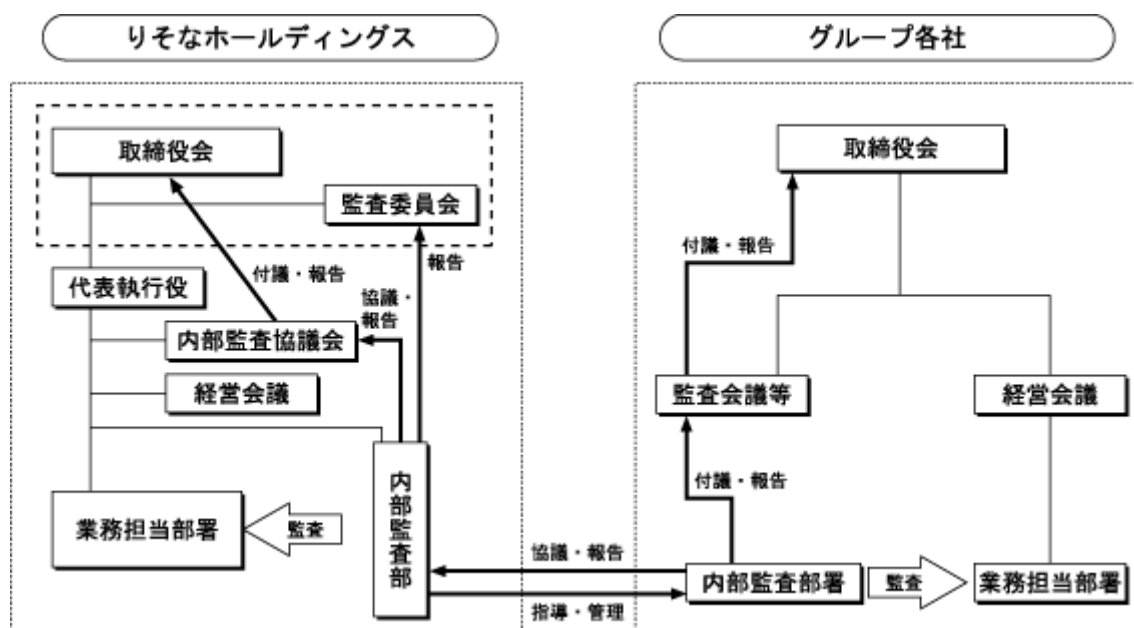 りそなホールディングス
取締役会
監査委員会
報告
付議・報告
代表執行役
協議・
報告
内部監査協議会
経営会議
内部監査部
業務担当部署
監査
グループ各社
取締役会
付議・報告
監査会議等
経営会議
付議・報告
協議・報告
内部監査部署
監査
業務担当部署
指導・管理